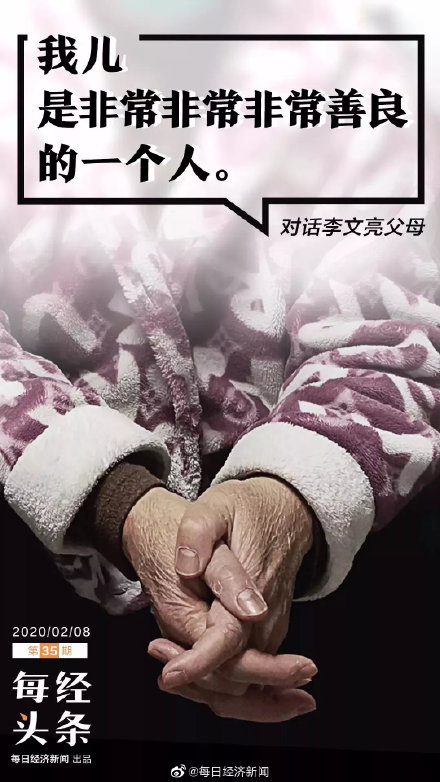 我儿
是非常非常非常善良
的一个人。
对话李文亮父母
2020/02/08
第35期
每经
头条
每日经济新闻 出品
@每日经济新闻